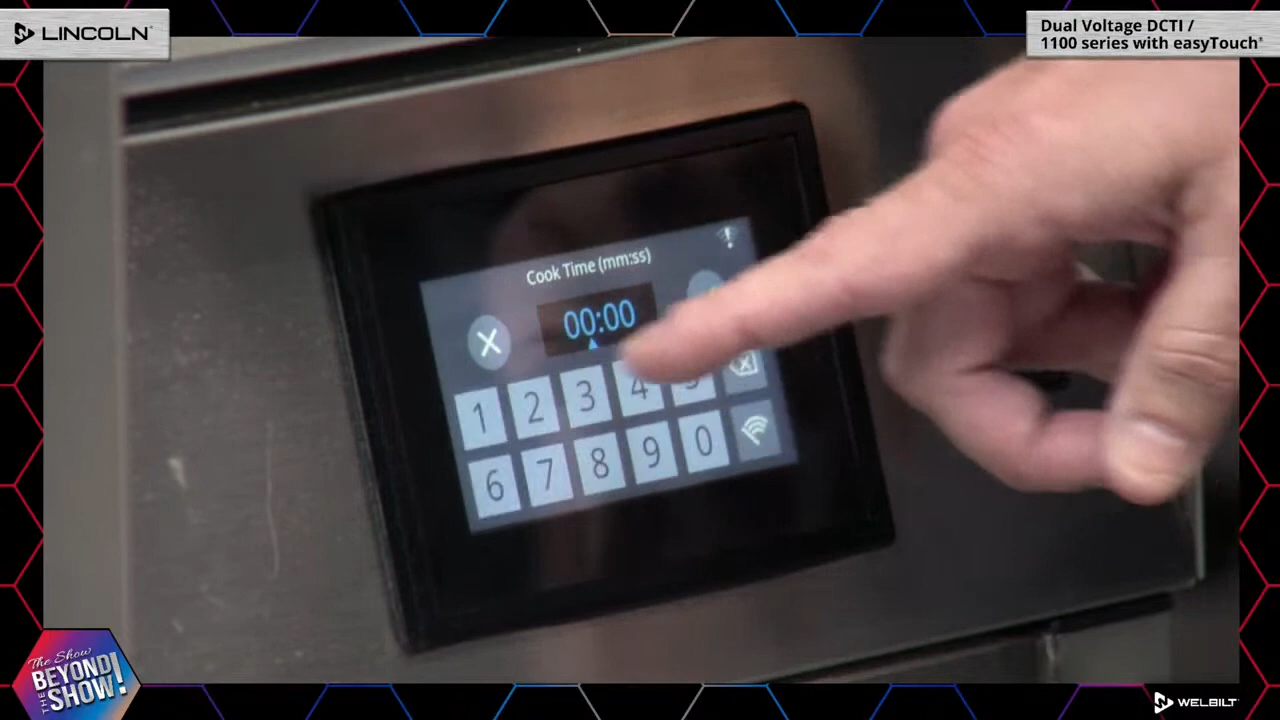 LINCOLN®
Dual Voltage DCTI /
1100 series with easyTouch®
Cook Time (mm:ss)
00:00
1 2 3 4 5
6 7 8 9 0
The Show
BEYOND
THE SHOW!
WELBILT